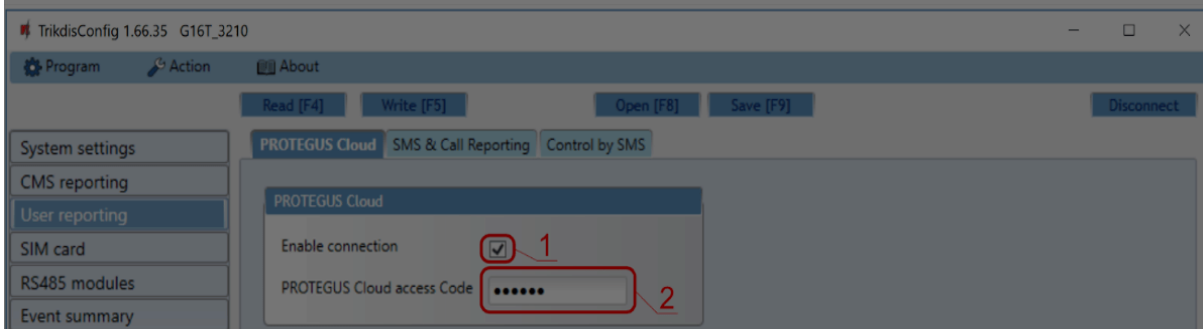 TrikdisConfig 1.66.35 G16T_3210
Program Action About
Read [F4] Write [F5] Open [F8] Save [F9] Disconnect
System settings
CMS reporting
User reporting
SIM card
RS485 modules
Event summary
PROTEGUS Cloud SMS & Call Reporting Control by SMS
PROTEGUS Cloud
Enable connection 1
PROTEGUS Cloud access Code •••••• 2